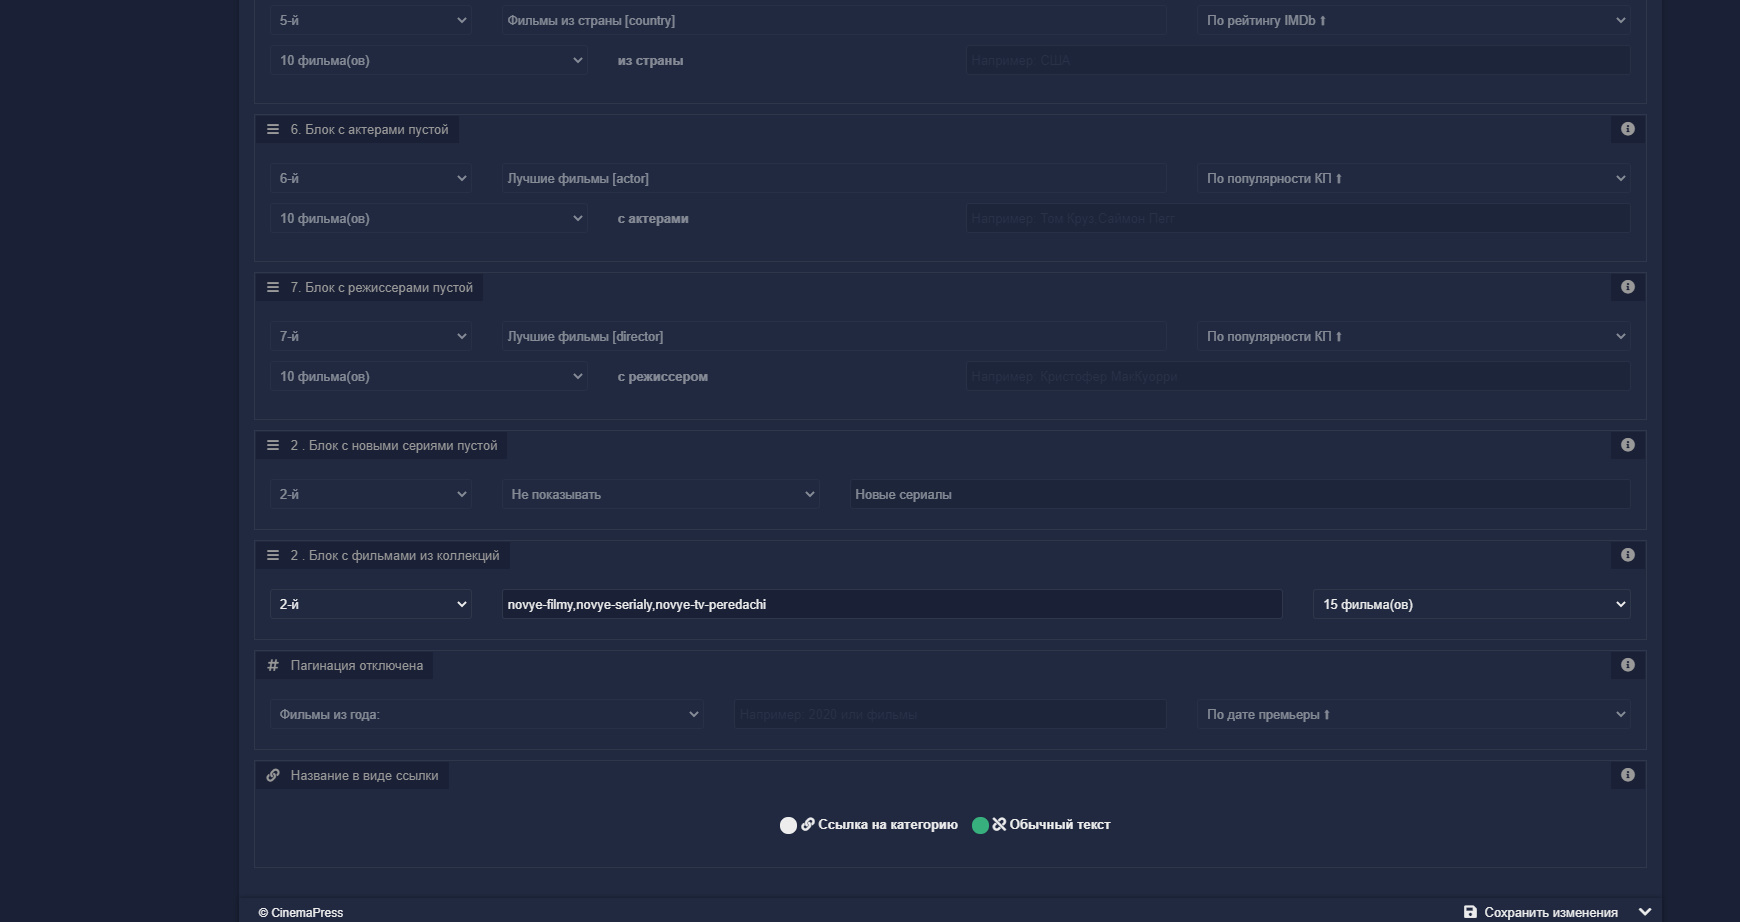 5-й Фильмы из страны [country] По рейтингу IMDb ⬆
10 фильма(ов) из страны Например: США
6. Блок с актерами пустой
6-й Лучшие фильмы [actor] По популярности КП ⬆
10 фильма(ов) с актерами Например: Том Круз,Саймон Пегг
7. Блок с режиссерами пустой
7-й Лучшие фильмы [director] По популярности КП ⬆
10 фильма(ов) с режиссером Например: Кристофер МакКуорри
2 . Блок с новыми сериями пустой
2-й Не показывать Новые сериалы
2 . Блок с фильмами из коллекций
2-й novye-filmy,novye-serialy,novye-tv-peredachi 15 фильма(ов)
# Пагинация отключена
Фильмы из года: Например: 2020 или фильмы По дате премьеры ⬆
Название в виде ссылки
Ссылка на категорию Обычный текст
© CinemaPress Сохранить изменения